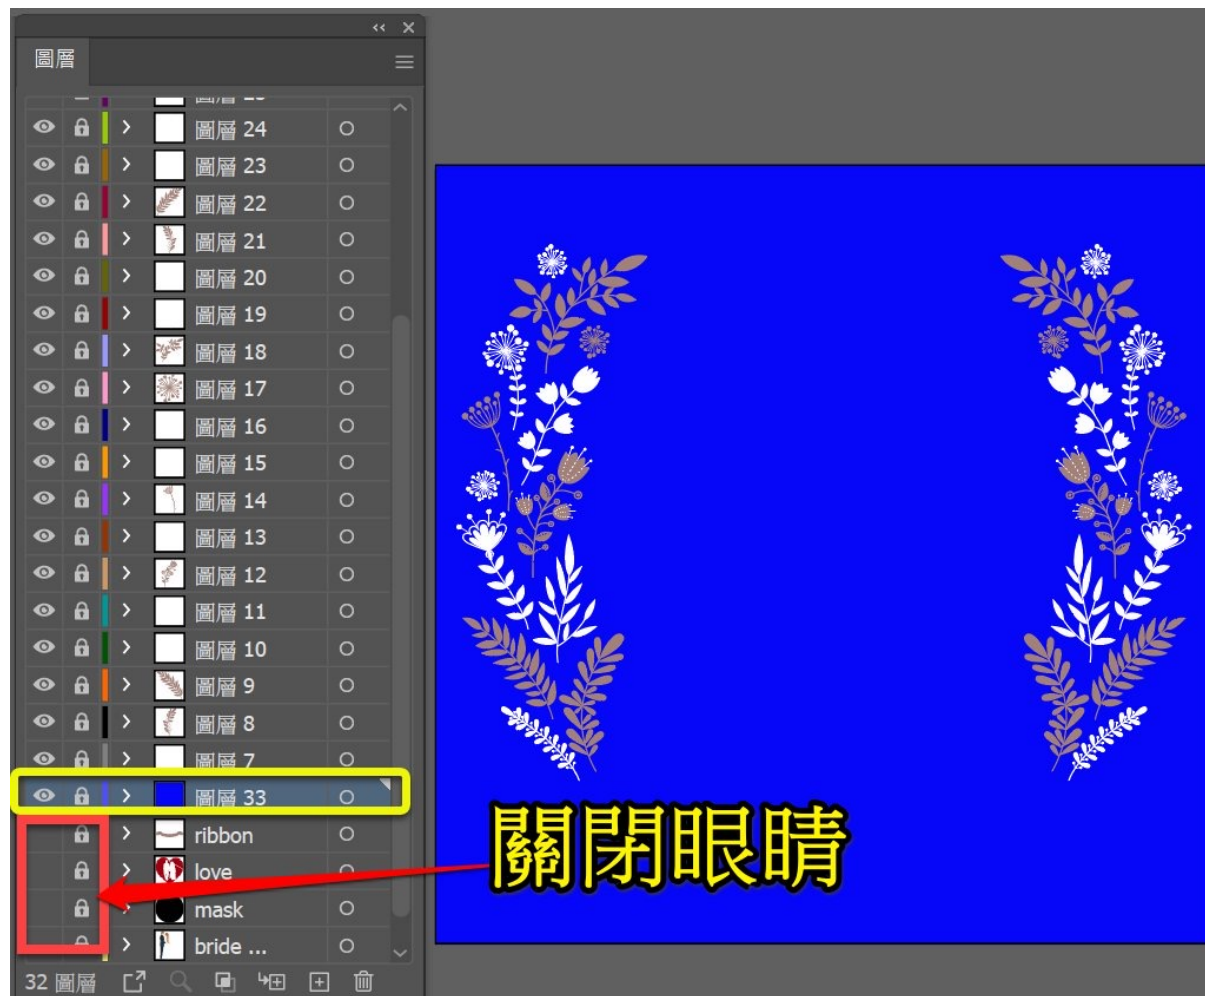 圖層
圖層 24
圖層 23
圖層 22
圖層 21
圖層 20
圖層 19
圖層 18
圖層 17
圖層 16
圖層 15
圖層 14
圖層 13
圖層 12
圖層 11
圖層 10
圖層 9
圖層 8
圖層 7
圖層 33
ribbon
love
mask
bride ...
32 圖層
關閉眼睛